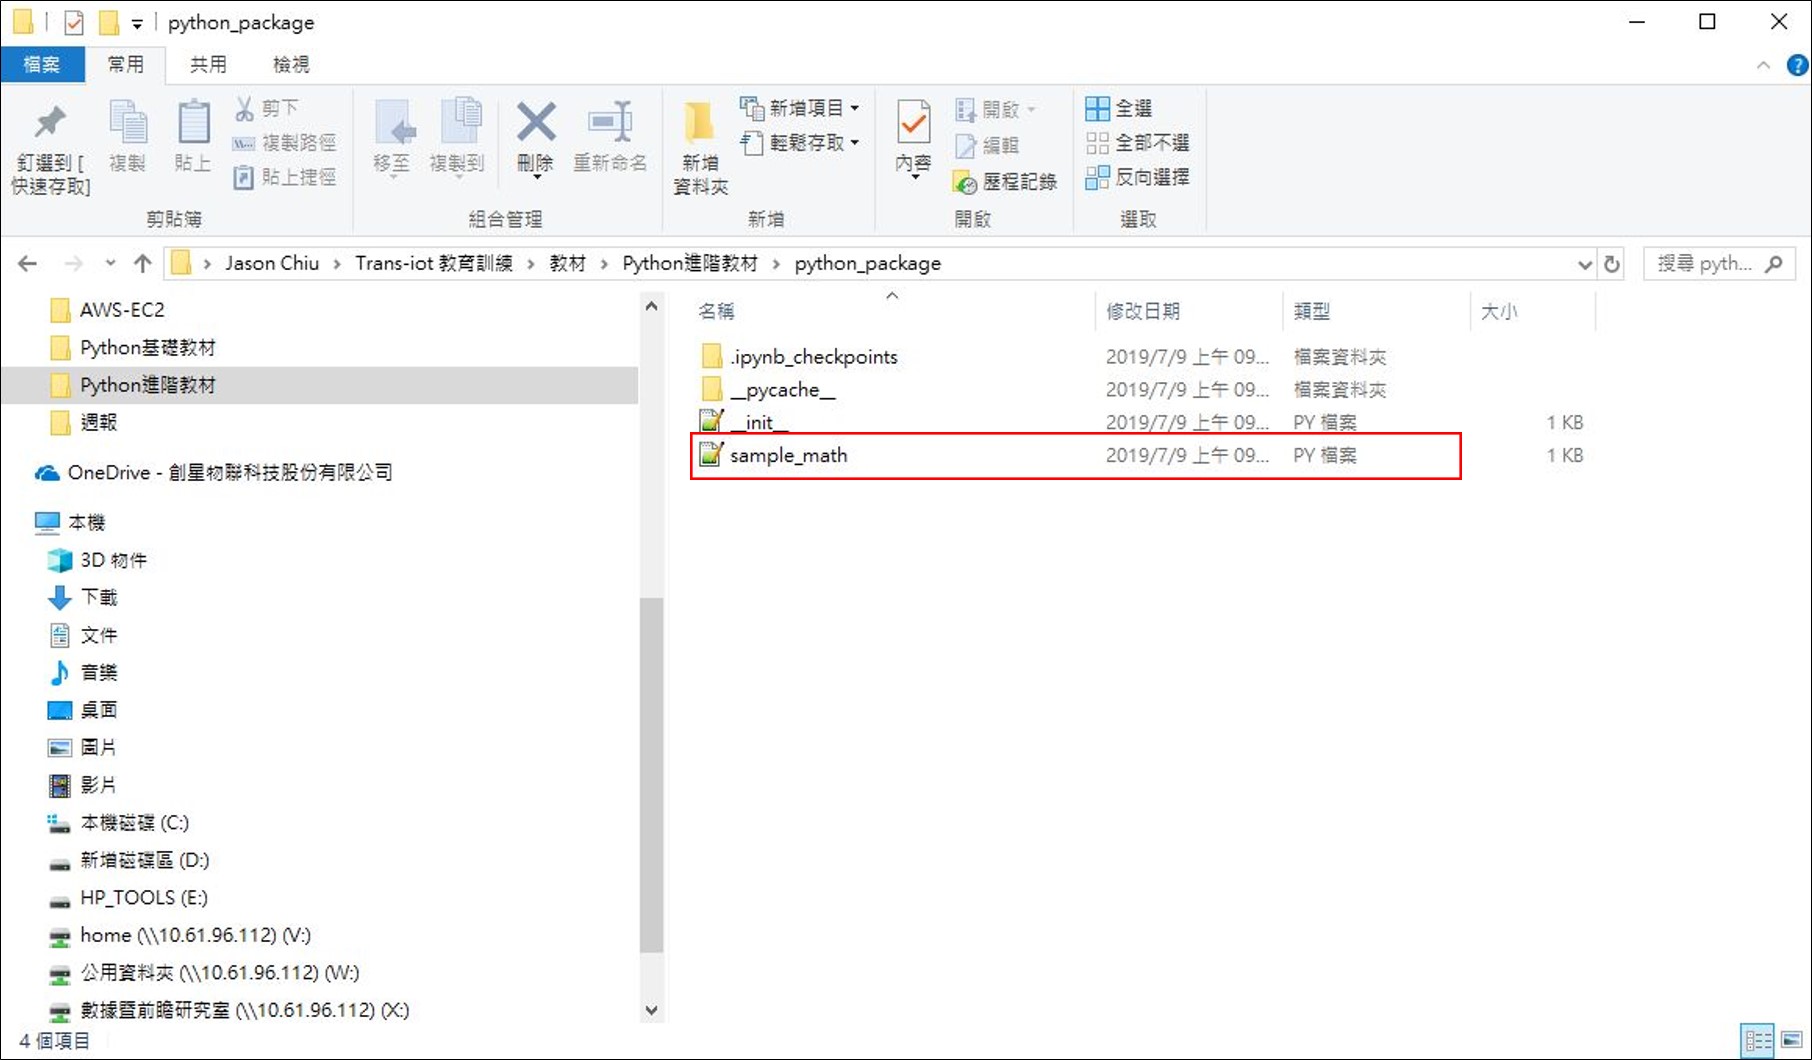 python_package
檔案 常用 共用 檢視
釘選到 [快速存取]
複製
貼上
剪下
複製路徑
貼上捷徑
剪貼簿
移至
複製到
刪除
重新命名
組合管理
新增資料夾
新增項目
輕鬆存取
新增
內容
開啟
編輯
歷程記錄
開啟
全選
全部不選
反向選擇
選取
Jason Chiu › Trans-iot 教育訓練 › 教材 › Python進階教材 › python_package
搜尋 pyth...
AWS-EC2
Python基礎教材
Python進階教材
週報
OneDrive - 創星物聯科技股份有限公司
本機
3D 物件
下載
文件
音樂
桌面
圖片
影片
本機磁碟 (C:)
新增磁碟區 (D:)
HP_TOOLS (E:)
home (\\10.61.96.112) (V:)
公用資料夾 (\\10.61.96.112) (W:)
數據暨前瞻研究室 (\\10.61.96.112) (X:)
名稱 修改日期 類型 大小
.ipynb_checkpoints 2019/7/9 上午 09... 檔案資料夾
__pycache__ 2019/7/9 上午 09... 檔案資料夾
__init__ 2019/7/9 上午 09... PY 檔案 1 KB
sample_math 2019/7/9 上午 09... PY 檔案 1 KB
4 個項目